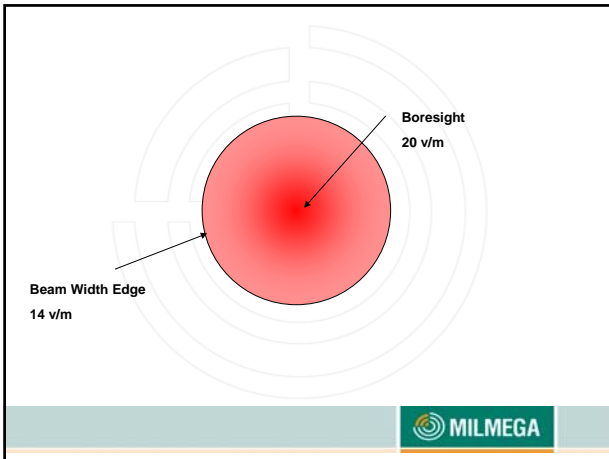 Boresight
20 v/m
Beam Width Edge
14 v/m
MILMEGA